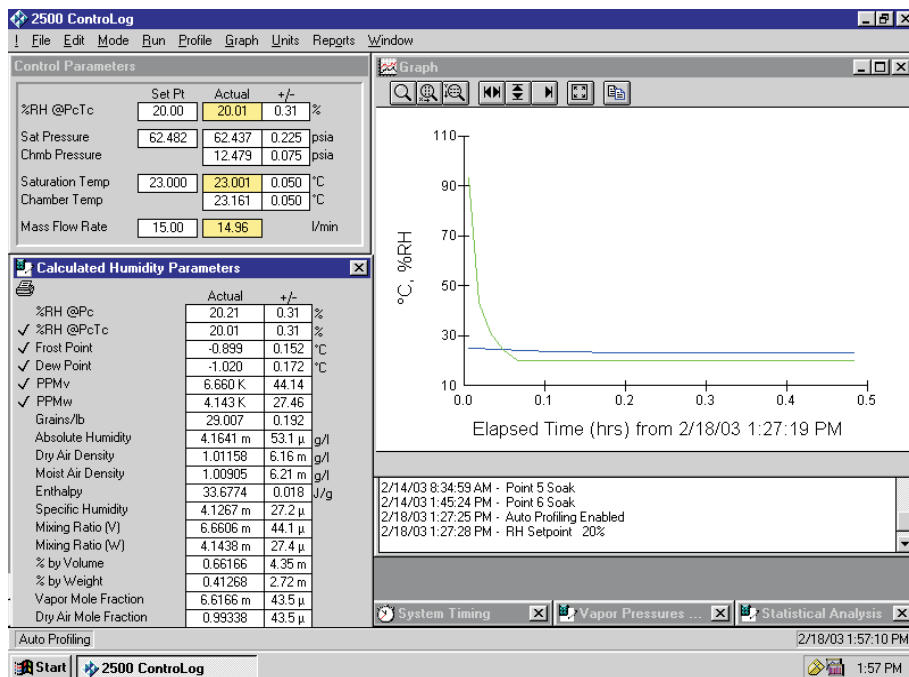 2500 ControLog
! File Edit Mode Run Profile Graph Units Reports Window
Control Parameters
Set Pt Actual +/-
%RH @PcTc 20.00 20.01 0.31 %
Sat Pressure 62.482 62.437 0.225 psia
Chmb Pressure 12.479 0.075 psia
Saturation Temp 23.000 23.001 0.050 °C
Chamber Temp 23.161 0.050 °C
Mass Flow Rate 15.00 14.96 l/min
Calculated Humidity Parameters
Actual +/-
%RH @Pc 20.21 0.31 %
%RH @PcTc 20.01 0.31 %
Frost Point -0.899 0.152 °C
Dew Point -1.020 0.172 °C
PPMv 6.660 K 44.14
PPMw 4.143 K 27.46
Grains/lb 29.007 0.192
Absolute Humidity 4.1641 m 53.1 µ g/l
Dry Air Density 1.01158 6.16 m g/l
Moist Air Density 1.00905 6.21 m g/l
Enthalpy 33.6774 0.018 J/g
Specific Humidity 4.1267 m 27.2 µ
Mixing Ratio (V) 6.6606 m 44.1 µ
Mixing Ratio (W) 4.1438 m 27.4 µ
% by Volume 0.66166 4.35 m
% by Weight 0.41268 2.72 m
Vapor Mole Fraction 6.6166 m 43.5 µ
Dry Air Mole Fraction 0.99338 43.5 µ
Graph
°C, %RH
110
90
70
50
30
10
0.0 0.1 0.2 0.3 0.4 0.5
Elapsed Time (hrs) from 2/18/03 1:27:19 PM
2/14/03 8:34:59 AM - Point 5 Soak
2/14/03 1:45:24 PM - Point 6 Soak
2/18/03 1:27:25 PM - Auto Profiling Enabled
2/18/03 1:27:28 PM - RH Setpoint 20%
System Timing
Vapor Pressures ...
Statistical Analysis
Auto Profiling 2/18/03 1:57:10 PM
Start 2500 ControLog 1:57 PM